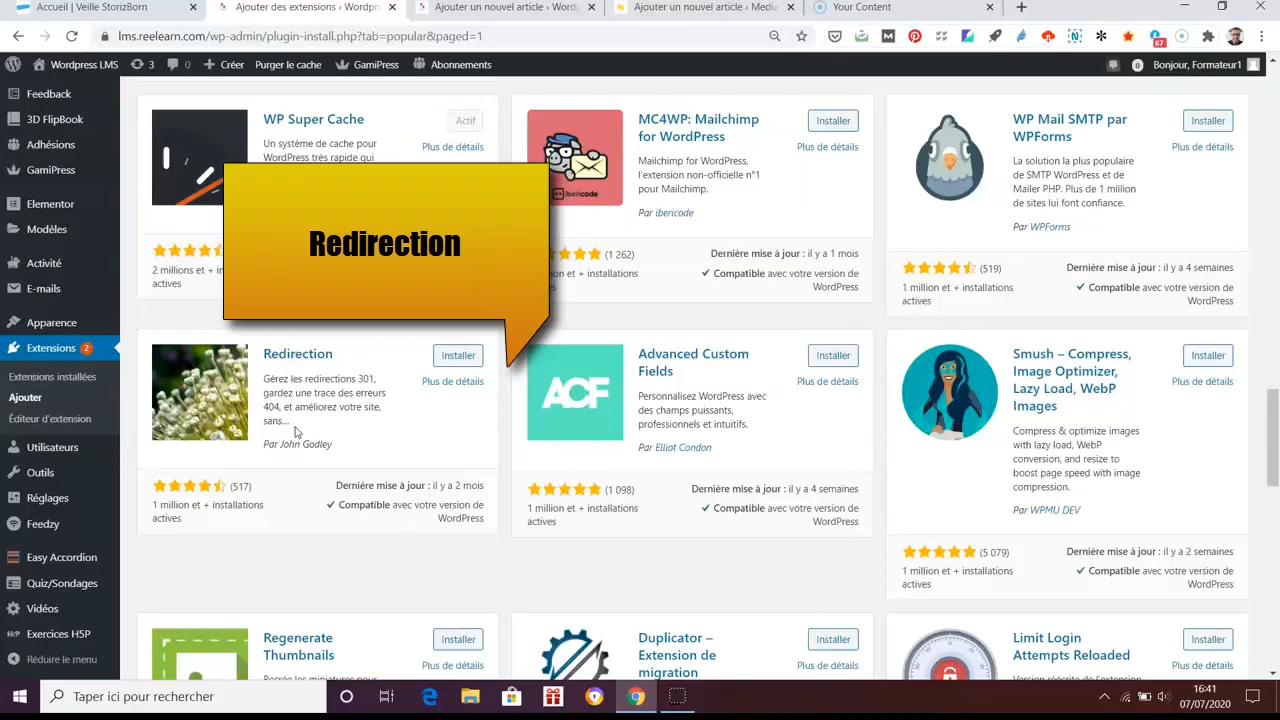 Accueil | Veille StorizBorn
Ajouter des extensions ‹ Wordpr
Ajouter un nouvel article ‹ Word
Ajouter un nouvel article ‹ Media
Your Content
lms.reelearn.com/wp-admin/plugin-install.php?tab=popular&paged=1
67
Wordpress LMS
3
0
Créer
Purger le cache
GamiPress
Abonnements
0
Bonjour, Formateur1
Feedback
3D FlipBook
Adhésions
GamiPress
Elementor
Modèles
Activité
E-mails
Apparence
Extensions 2
Extensions installées
Ajouter
Éditeur d'extension
Utilisateurs
Outils
Réglages
Feedzy
Easy Accordion
Quiz/Sondages
Vidéos
H-P Exercices H5P
Réduire le menu
WP Super Cache
Actif
Plus de détails
Un système de cache pour
WordPress très rapide qui
2 millions et + in
actives
Redirection
MC4WP: Mailchimp
for WordPress
Installer
Plus de détails
Mailchimp for WordPress,
l'extension non-officielle n°1
pour Mailchimp.
Par ibericode
ibericode
(1 262)
Dernière mise à jour : il y a 1 mois
on et + installations
Compatible avec votre version de
WordPress
WP Mail SMTP par
WPForms
Installer
Plus de détails
La solution la plus populaire
de SMTP WordPress et de
Mailer PHP. Plus de 1 million
de sites lui font confiance.
Par WPForms
(519)
Dernière mise à jour : il y a 4 semaines
1 million et + installations
actives
Compatible avec votre version de
WordPress
Redirection
Installer
Plus de détails
Gérez les redirections 301,
gardez une trace des erreurs
404, et améliorez votre site,
sans...
Par John Godley
(517)
Dernière mise à jour : il y a 2 mois
1 million et + installations
actives
Compatible avec votre version de
WordPress
ACF
Advanced Custom
Fields
Installer
Plus de détails
Personnalisez WordPress avec
des champs puissants,
professionnels et intuitifs.
Par Elliot Condon
(1 098)
Dernière mise à jour : il y a 4 semaines
1 million et + installations
actives
Compatible avec votre version de
WordPress
Smush – Compress,
Image Optimizer,
Lazy Load, WebP
Images
Installer
Plus de détails
Compress & optimize images
with lazy load, WebP
conversion, and resize to
boost page speed with image
compression.
Par WPMU DEV
(5 079)
Dernière mise à jour : il y a 2 semaines
1 million et + installations
actives
Compatible avec votre version de
WordPress
Regenerate
Thumbnails
Installer
Plus de détails
Duplicator –
Extension de
migration
Installer
Plus de détails
Limit Login
Attempts Reloaded
Installer
Plus de détails
Taper ici pour rechercher
16:41
07/07/2020